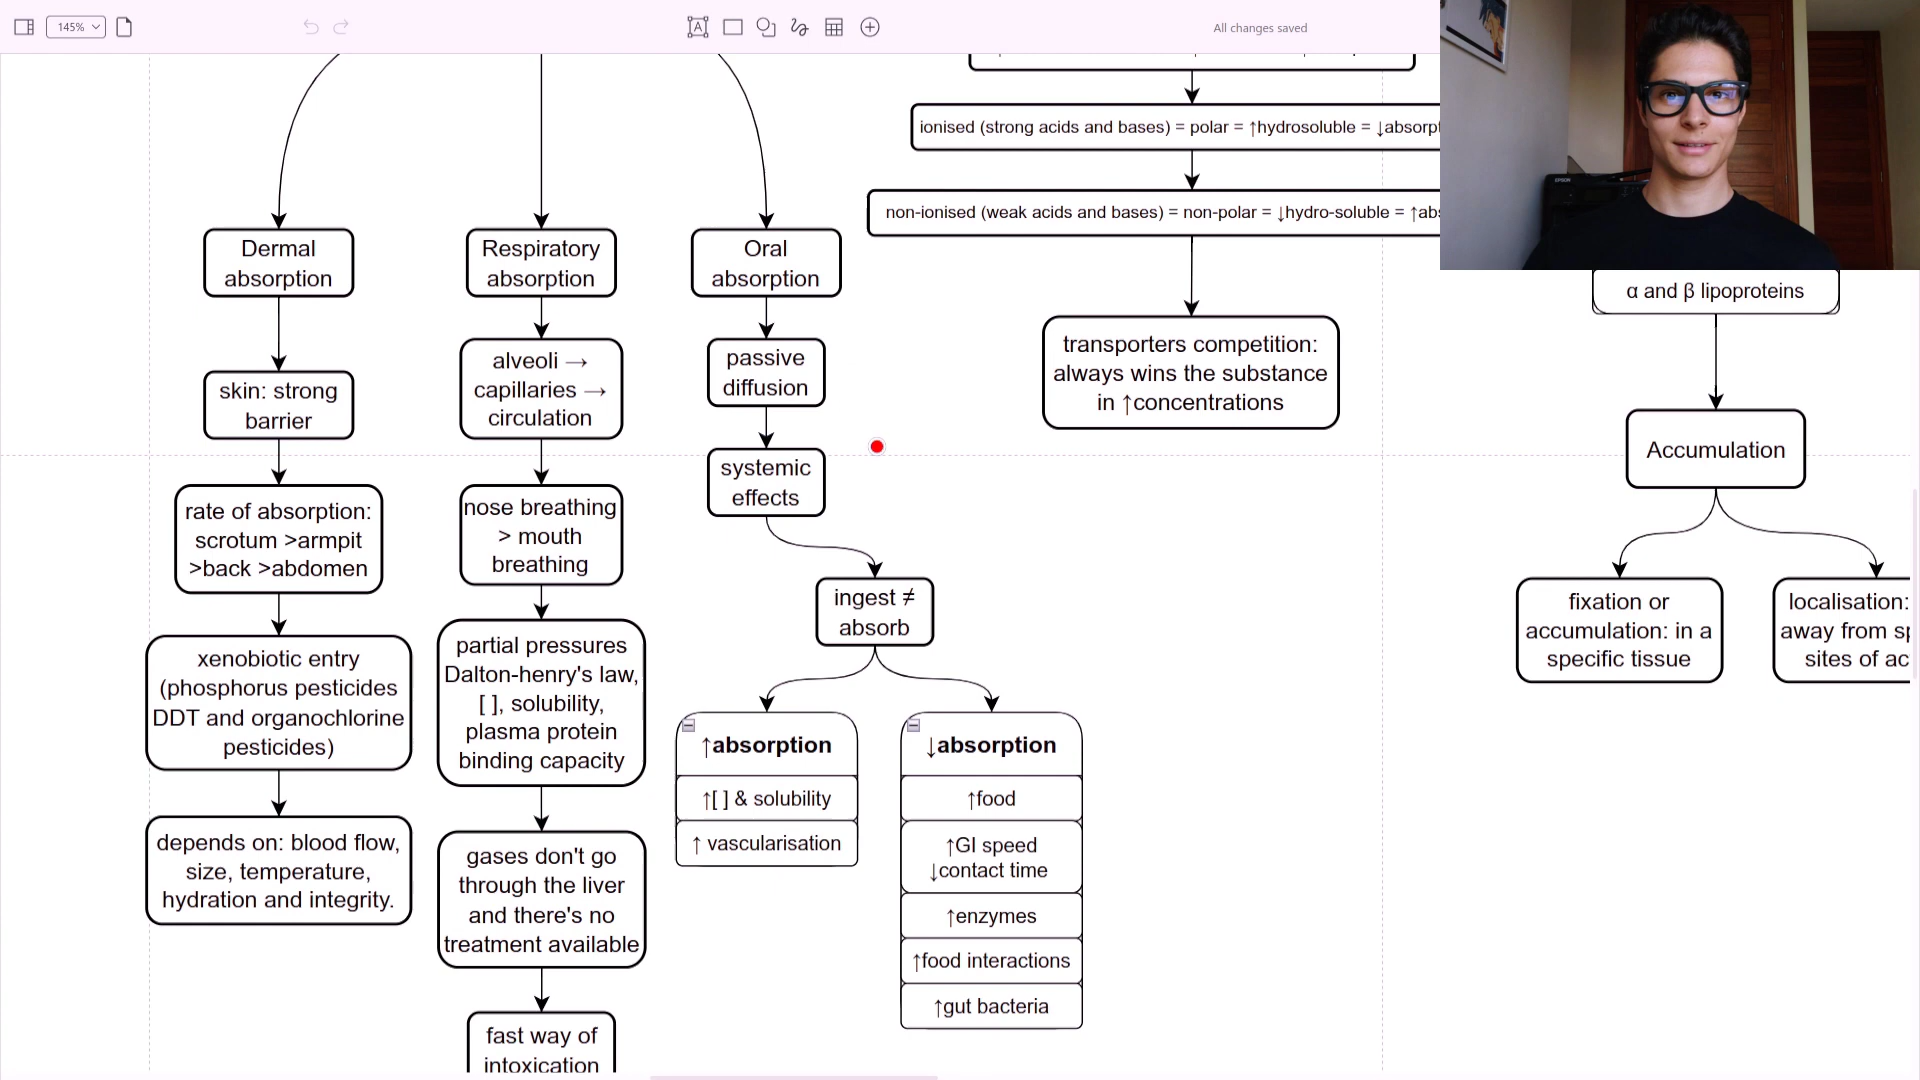 145%
All changes saved
ionised (strong acids and bases) = polar = ↑hydrosoluble = ↓absorpt
non-ionised (weak acids and bases) = non-polar = ↓hydro-soluble = ↑abs
transporters competition:
always wins the substance
in ↑concentrations
Dermal
absorption
skin: strong
barrier
rate of absorption:
scrotum >armpit
>back >abdomen
xenobiotic entry
(phosphorus pesticides
DDT and organochlorine
pesticides)
depends on: blood flow,
size, temperature,
hydration and integrity.
Respiratory
absorption
alveoli →
capillaries →
circulation
nose breathing
> mouth
breathing
partial pressures
Dalton-henry's law,
[ ], solubility,
plasma protein
binding capacity
gases don't go
through the liver
and there's no
treatment available
fast way of
intoxication
Oral
absorption
passive
diffusion
systemic
effects
ingest ≠
absorb
↑absorption
↑[ ] & solubility
↑ vascularisation
↓absorption
↑food
↑GI speed
↓contact time
↑enzymes
↑food interactions
↑gut bacteria
EPSON
α and β lipoproteins
Accumulation
fixation or
accumulation: in a
specific tissue
localisation:
away from sp
sites of ac